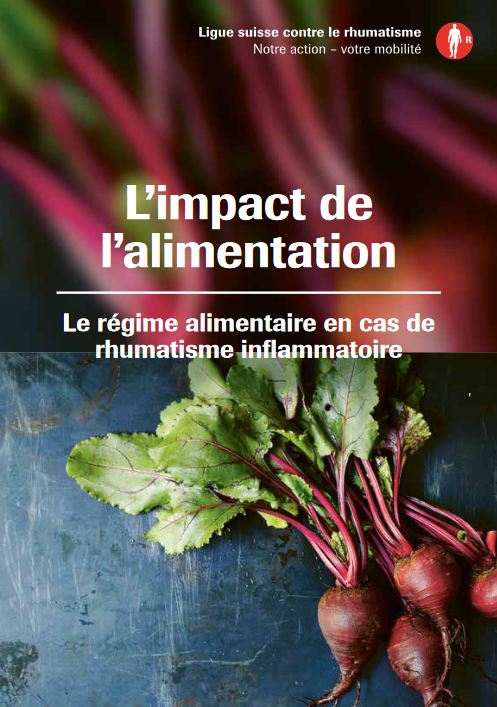 Ligue suisse contre le rhumatisme
Notre action – votre mobilité
R
L’impact de
l’alimentation
Le régime alimentaire en cas de
rhumatisme inflammatoire